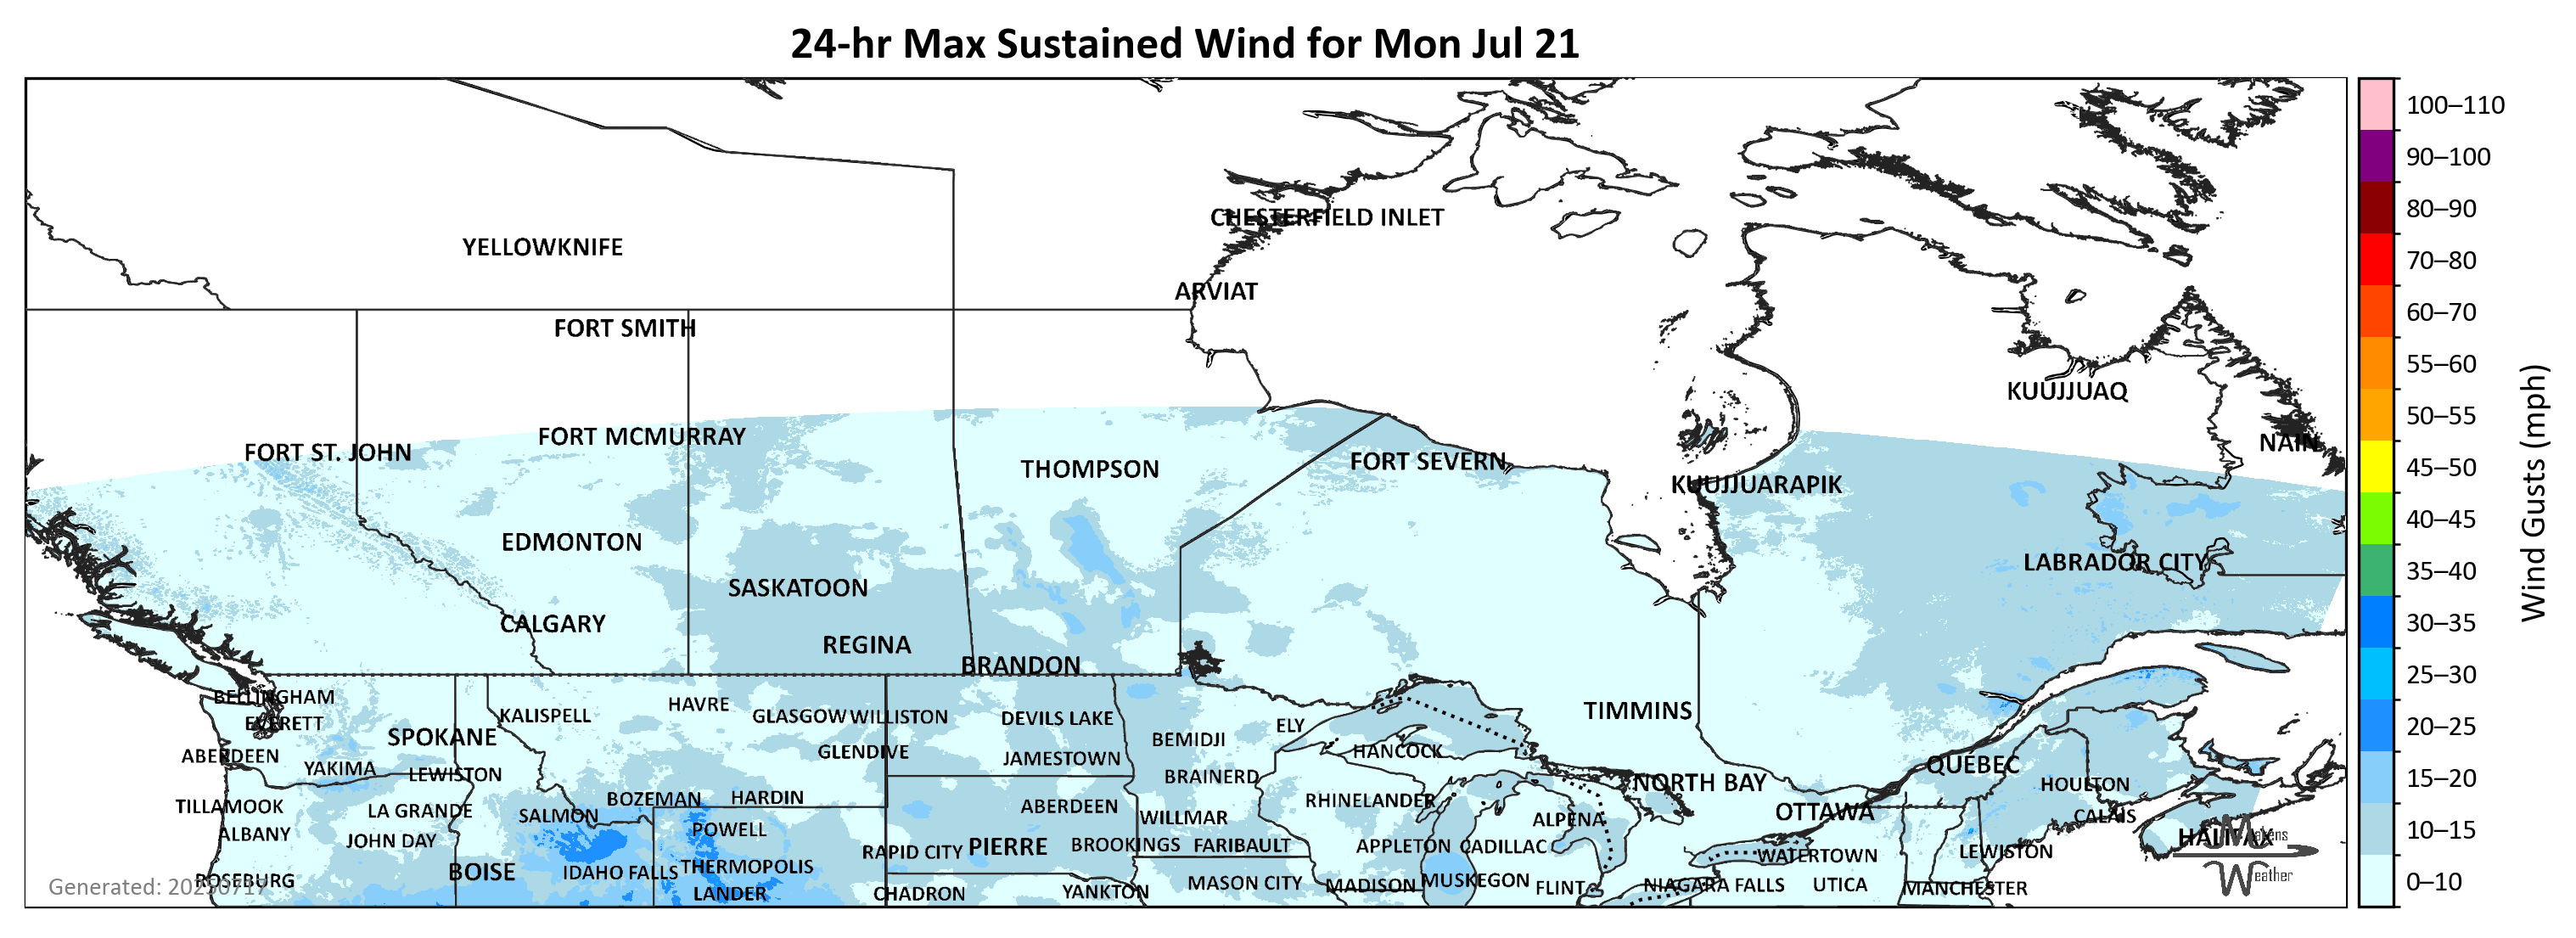 24-hr Max Sustained Wind for Mon Jul 21
100–110
90–100
80–90
70–80
60–70
55–60
50–55
45–50
40–45
35–40
30–35
25–30
20–25
15–20
10–15
0–10
Wind Gusts (mph)
CHESTERFIELD INLET
YELLOWKNIFE
ARVIAT
FORT SMITH
KUUJJUAQ
FORT MCMURRAY
NAIN
FORT ST. JOHN
FORT SEVERN
THOMPSON
KUUJJUARAPIK
EDMONTON
LABRADOR CITY
SASKATOON
CALGARY
REGINA
BRANDON
BELLINGHAM
HAVRE
TIMMINS
KALISPELL
GLASGOW
WILLISTON
DEVILS LAKE
EVERETT
ELY
SPOKANE
BEMIDJI
HANCOCK
ABERDEEN
GLENDIVE
JAMESTOWN
QUÉBEC
YAKIMA
LEWISTON
BRAINERD
NORTH BAY
HOULTON
BOZEMAN
HARDIN
RHINELANDER
TILLAMOOK
LA GRANDE
ABERDEEN
OTTAWA
SALMON
WILLMAR
ALPENA
CALAIS
ALBANY
POWELL
HALIFAX
JOHN DAY
RAPID CITY
PIERRE
BROOKINGS
FARIBAULT
APPLETON
CADILLAC
WATERTOWN
LEWISTON
BOISE
IDAHO FALLS
THERMOPOLIS
ROSEBURG
MASON CITY
MADISON
MUSKEGON
FLINT
NIAGARA FALLS
UTICA
MANCHESTER
LANDER
CHADRON
YANKTON
Generated: 20250717
Makens
Weather